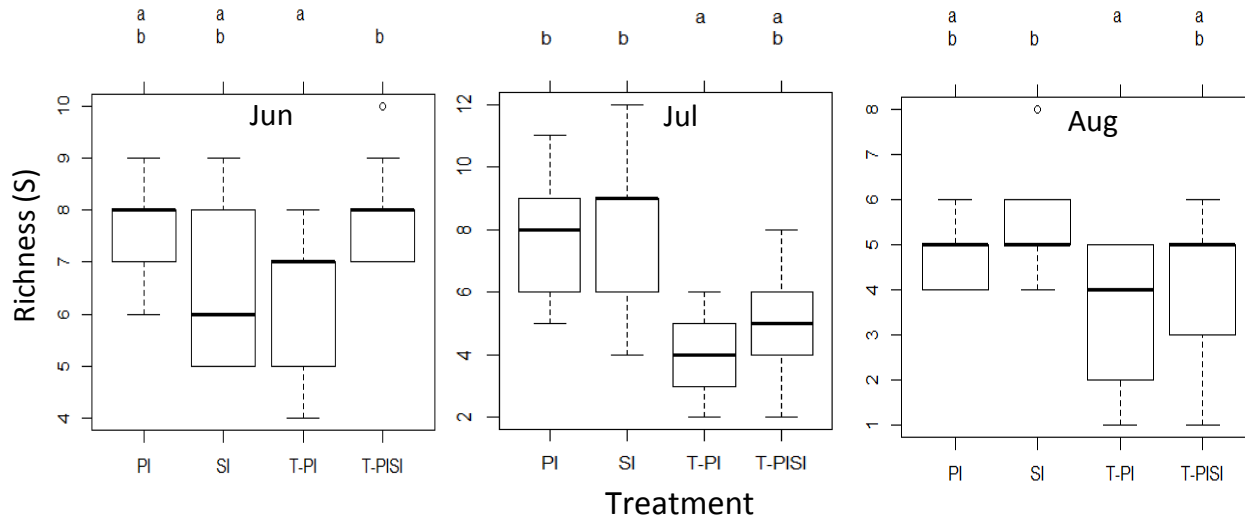 a a a
b b b
a a
b b b
a a a
b b b
Jun
Jul
Aug
Richness (S)
10
9
8
7
6
5
4
12
10
8
6
4
2
8
7
6
5
4
3
2
1
PI SI T-PI T-PISI
PI SI T-PI T-PISI
PI SI T-PI T-PISI
Treatment